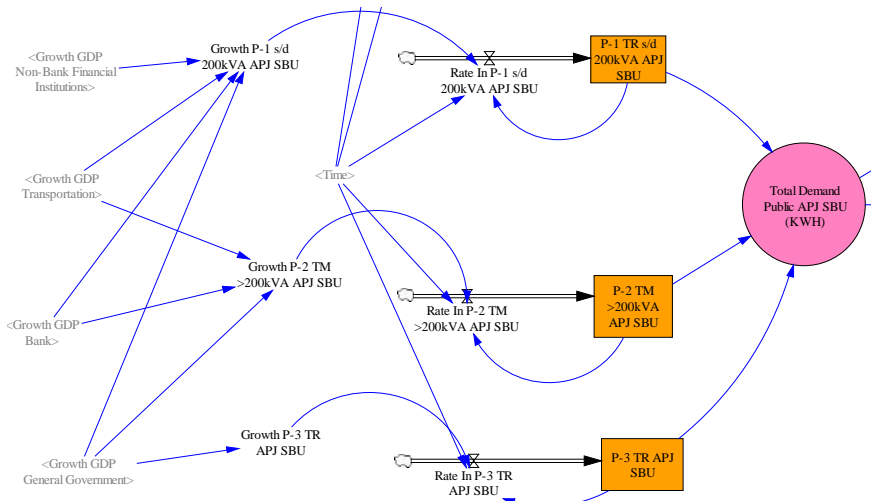 <Growth GDP
Non-Bank Financial
Institutions>
Growth P-1 s/d
200kVA APJ SBU
Rate In P-1 s/d
200kVA APJ SBU
P-1 TR s/d
200kVA APJ
SBU
<Growth GDP
Transportation>
<Time>
Total Demand
Public APJ SBU
(KWH)
Growth P-2 TM
>200kVA APJ SBU
Rate In P-2 TM
>200kVA APJ SBU
P-2 TM
>200kVA
APJ SBU
<Growth GDP
Bank>
Growth P-3 TR
APJ SBU
<Growth GDP
General Government>
Rate In P-3 TR
APJ SBU
P-3 TR APJ
SBU